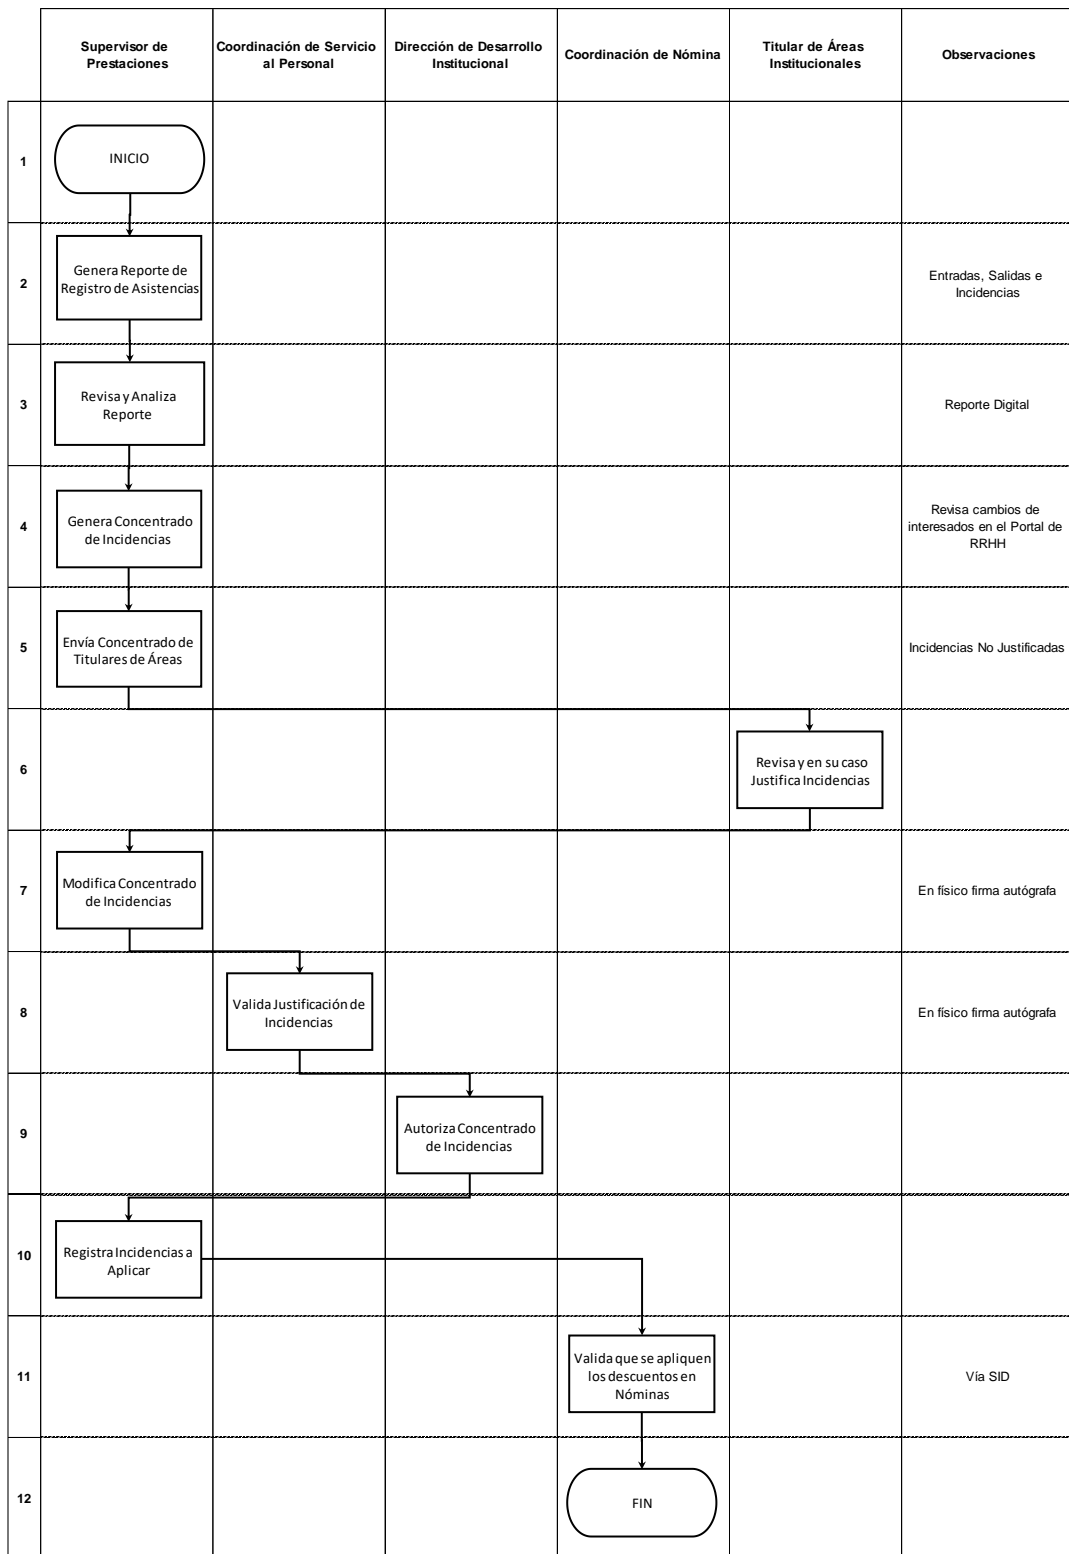 Supervisor de
Prestaciones
Coordinación de Servicio
al Personal
Dirección de Desarrollo
Institucional
Coordinación de Nómina
Titular de Áreas
Institucionales
Observaciones
1
INICIO
2
Genera Reporte de
Registro de Asistencias
Entradas, Salidas e
Incidencias
3
Revisa y Analiza
Reporte
Reporte Digital
4
Genera Concentrado
de Incidencias
Revisa cambios de
interesados en el Portal de
RRHH
5
Envía Concentrado de
Titulares de Áreas
Incidencias No Justificadas
6
Revisa y en su caso
Justifica Incidencias
7
Modifica Concentrado
de Incidencias
En físico firma autógrafa
8
Valida Justificación de
Incidencias
En físico firma autógrafa
9
Autoriza Concentrado
de Incidencias
10
Registra Incidencias a
Aplicar
11
Valida que se apliquen
los descuentos en
Nóminas
Vía SID
12
FIN